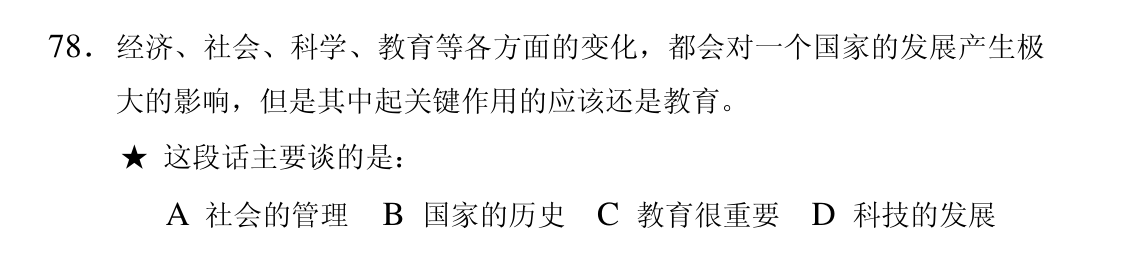 78. 经济、社会、科学、教育等各方面的变化，都会对一个国家的发展产生极
大的影响，但是其中起关键作用的应该还是教育。
★ 这段话主要谈的是：
A 社会的管理 B 国家的历史 C 教育很重要 D 科技的发展